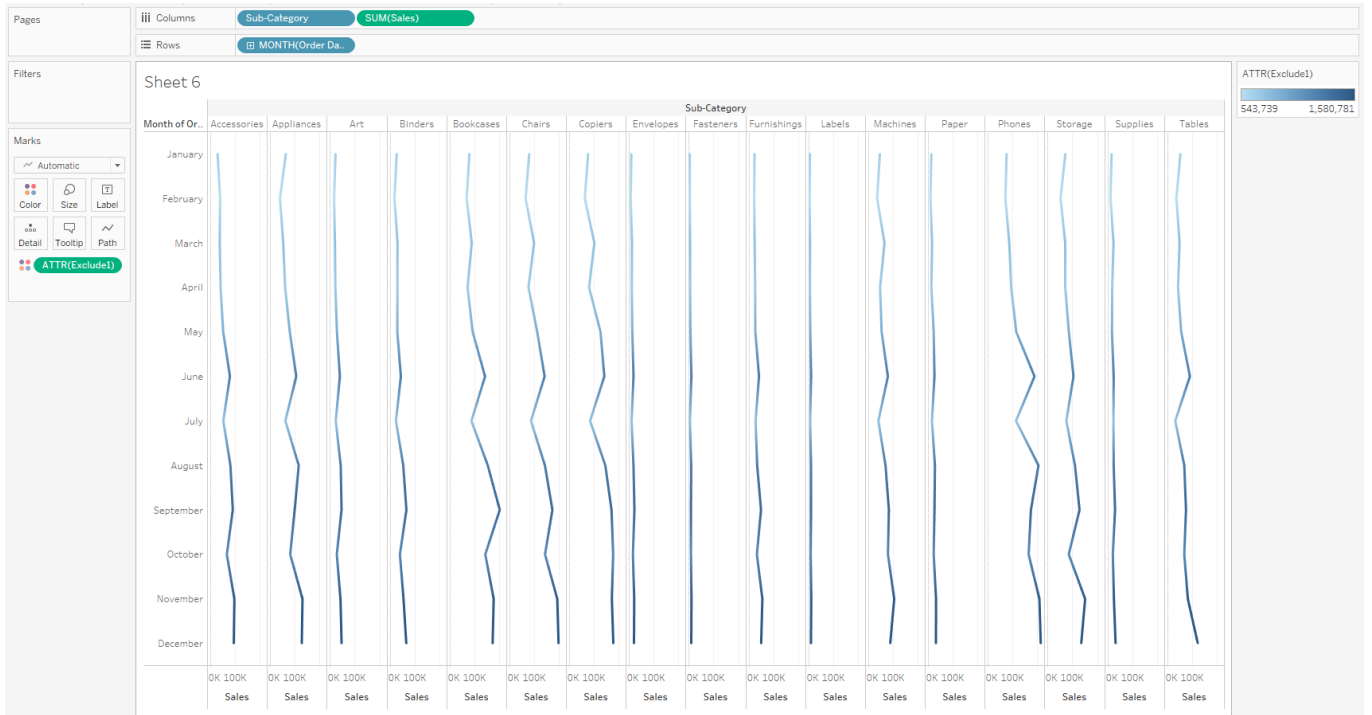 Pages
Columns
Sub-Category
SUM(Sales)
Rows
MONTH(Order Da..
Filters
Marks
Automatic
Color
Size
Label
Detail
Tooltip
Path
ATTR(Exclude1)
Sheet 6
Sub-Category
Month of Or.. Accessories Appliances Art Binders Bookcases Chairs Copiers Envelopes Fasteners Furnishings Labels Machines Paper Phones Storage Supplies Tables
January
February
March
April
May
June
July
August
September
October
November
December
0K 100K 0K 100K 0K 100K 0K 100K 0K 100K 0K 100K 0K 100K 0K 100K 0K 100K 0K 100K 0K 100K 0K 100K 0K 100K 0K 100K 0K 100K 0K 100K 0K 100K
Sales Sales Sales Sales Sales Sales Sales Sales Sales Sales Sales Sales Sales Sales Sales Sales Sales
ATTR(Exclude1)
543,739 1,580,781